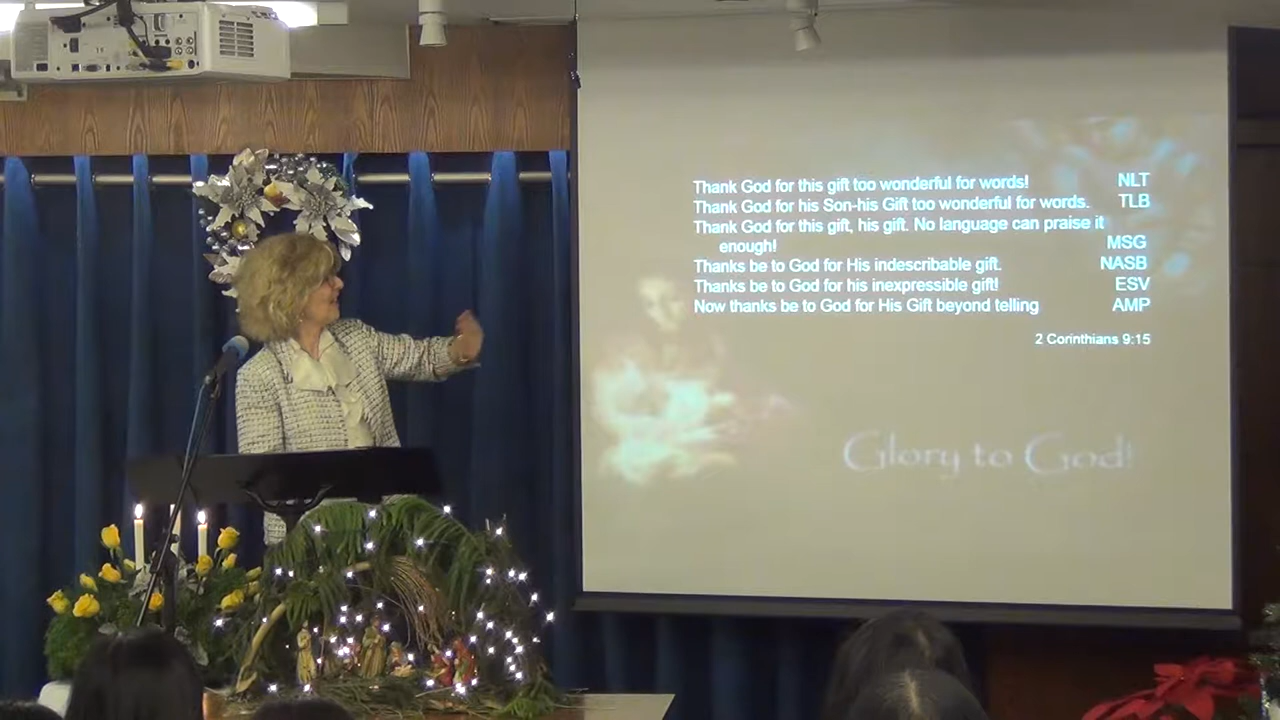 Thank God for this gift too wonderful for words! NLT
Thank God for his Son-his Gift too wonderful for words. TLB
Thank God for this gift, his gift. No language can praise it
enough! MSG
Thanks be to God for His indescribable gift. NASB
Thanks be to God for his inexpressible gift! ESV
Now thanks be to God for His Gift beyond telling AMP
2 Corinthians 9:15
Glory to God!